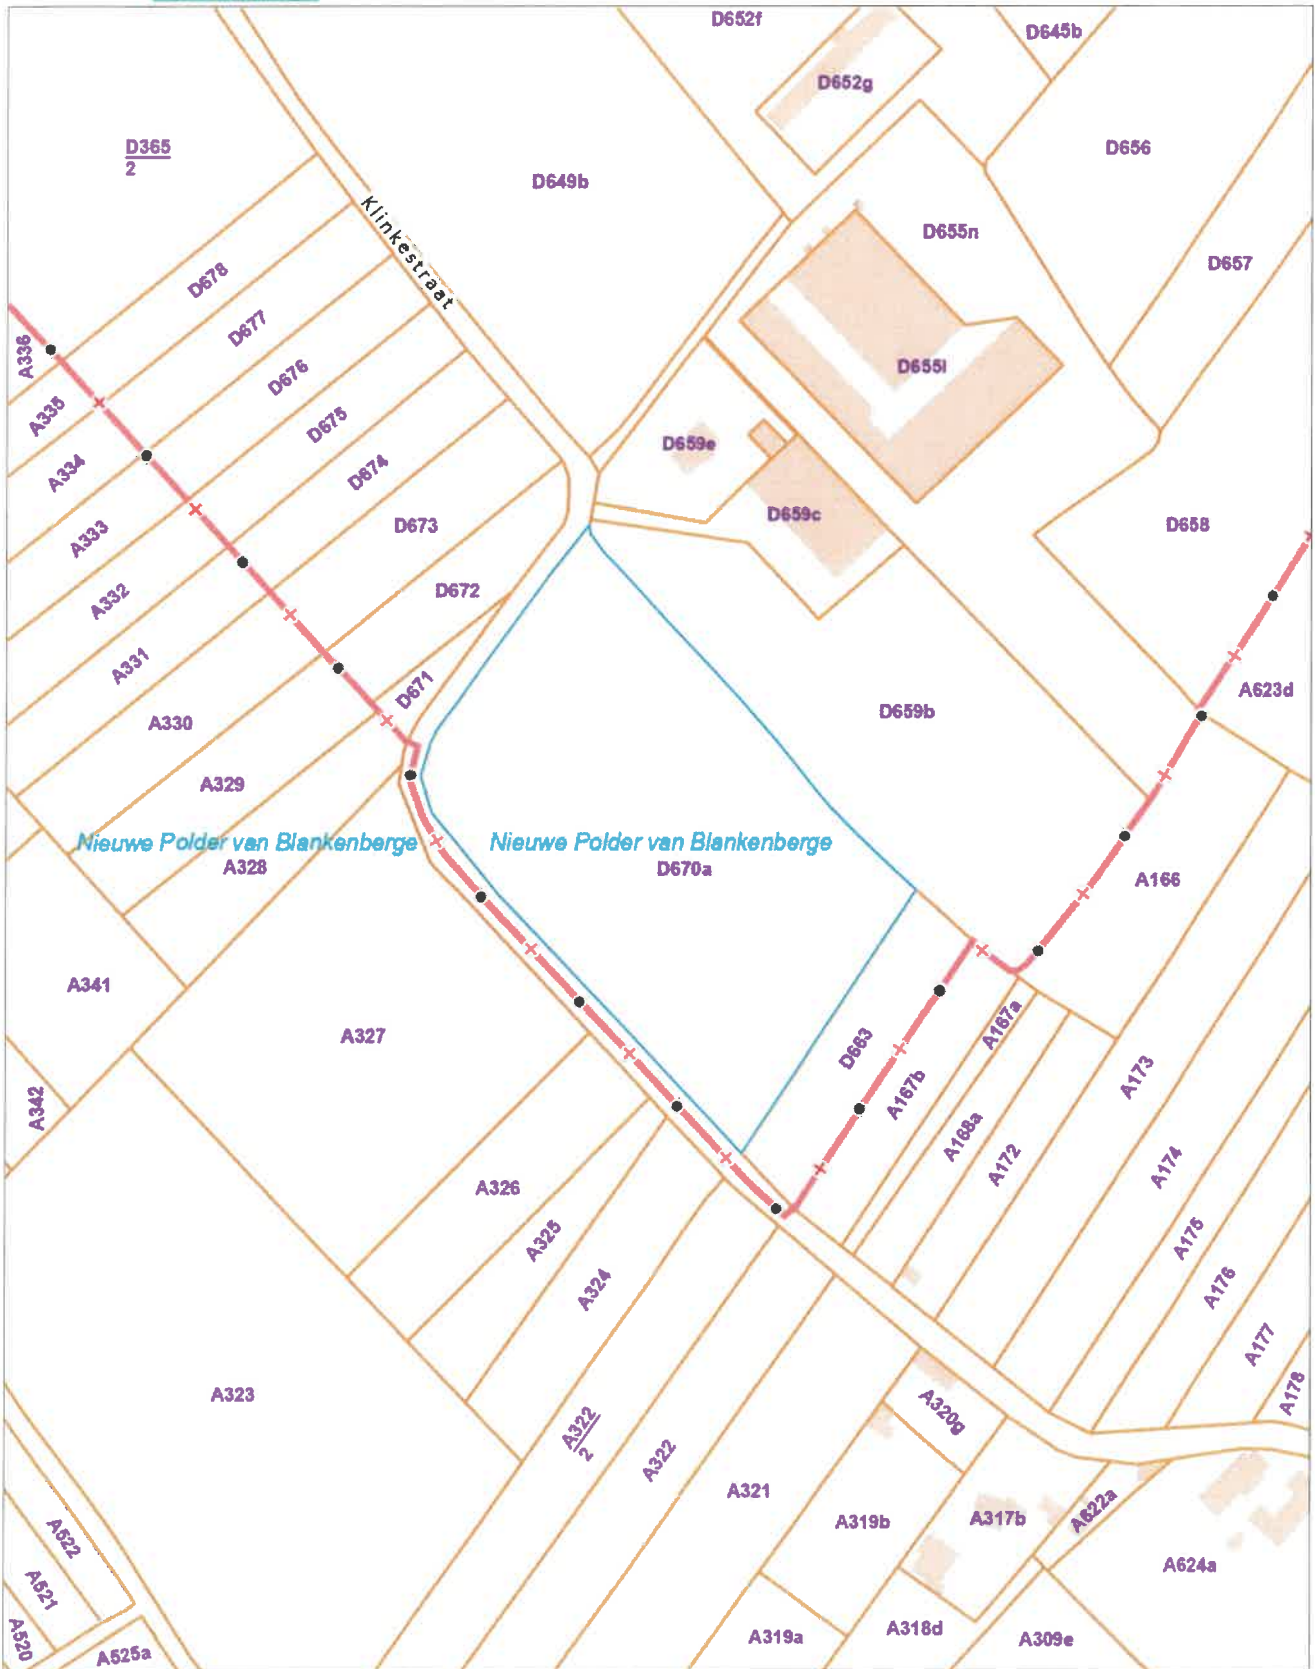 D652f
D645b
D652g
D365
2
D649b
D656
D655n
D657
Klinkestraat
D678
D677
D676
D675
D674
D673
D672
D671
A336
A335
A334
A333
A332
A331
A330
A329
A328
D655l
D659e
D659c
D658
A623d
D659b
Nieuwe Polder van Blankenberge
Nieuwe Polder van Blankenberge
D670a
A166
A341
A327
A342
D663
A167a
A167b
A168a
A172
A173
A174
A175
A176
A177
A178
A326
A325
A324
A323
A322
2
A322
A321
A320g
A319b
A317b
A622a
A624a
A522
A521
A520
A525a
A319a
A318d
A309e